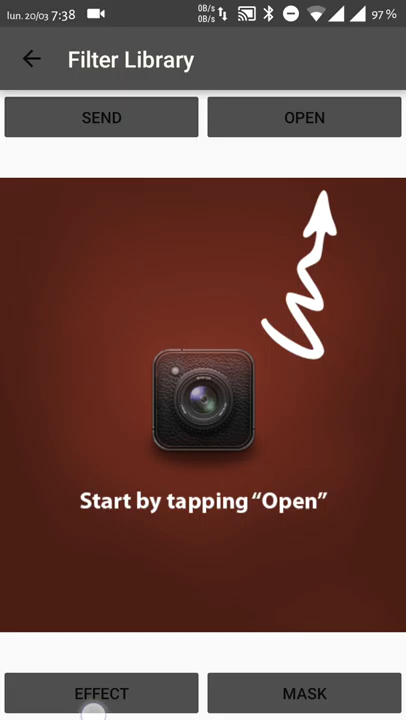 lun. 20/03 7:38
0B/s
0B/s
97 %
Filter Library
SEND
OPEN
Start by tapping “Open”
EFFECT
MASK